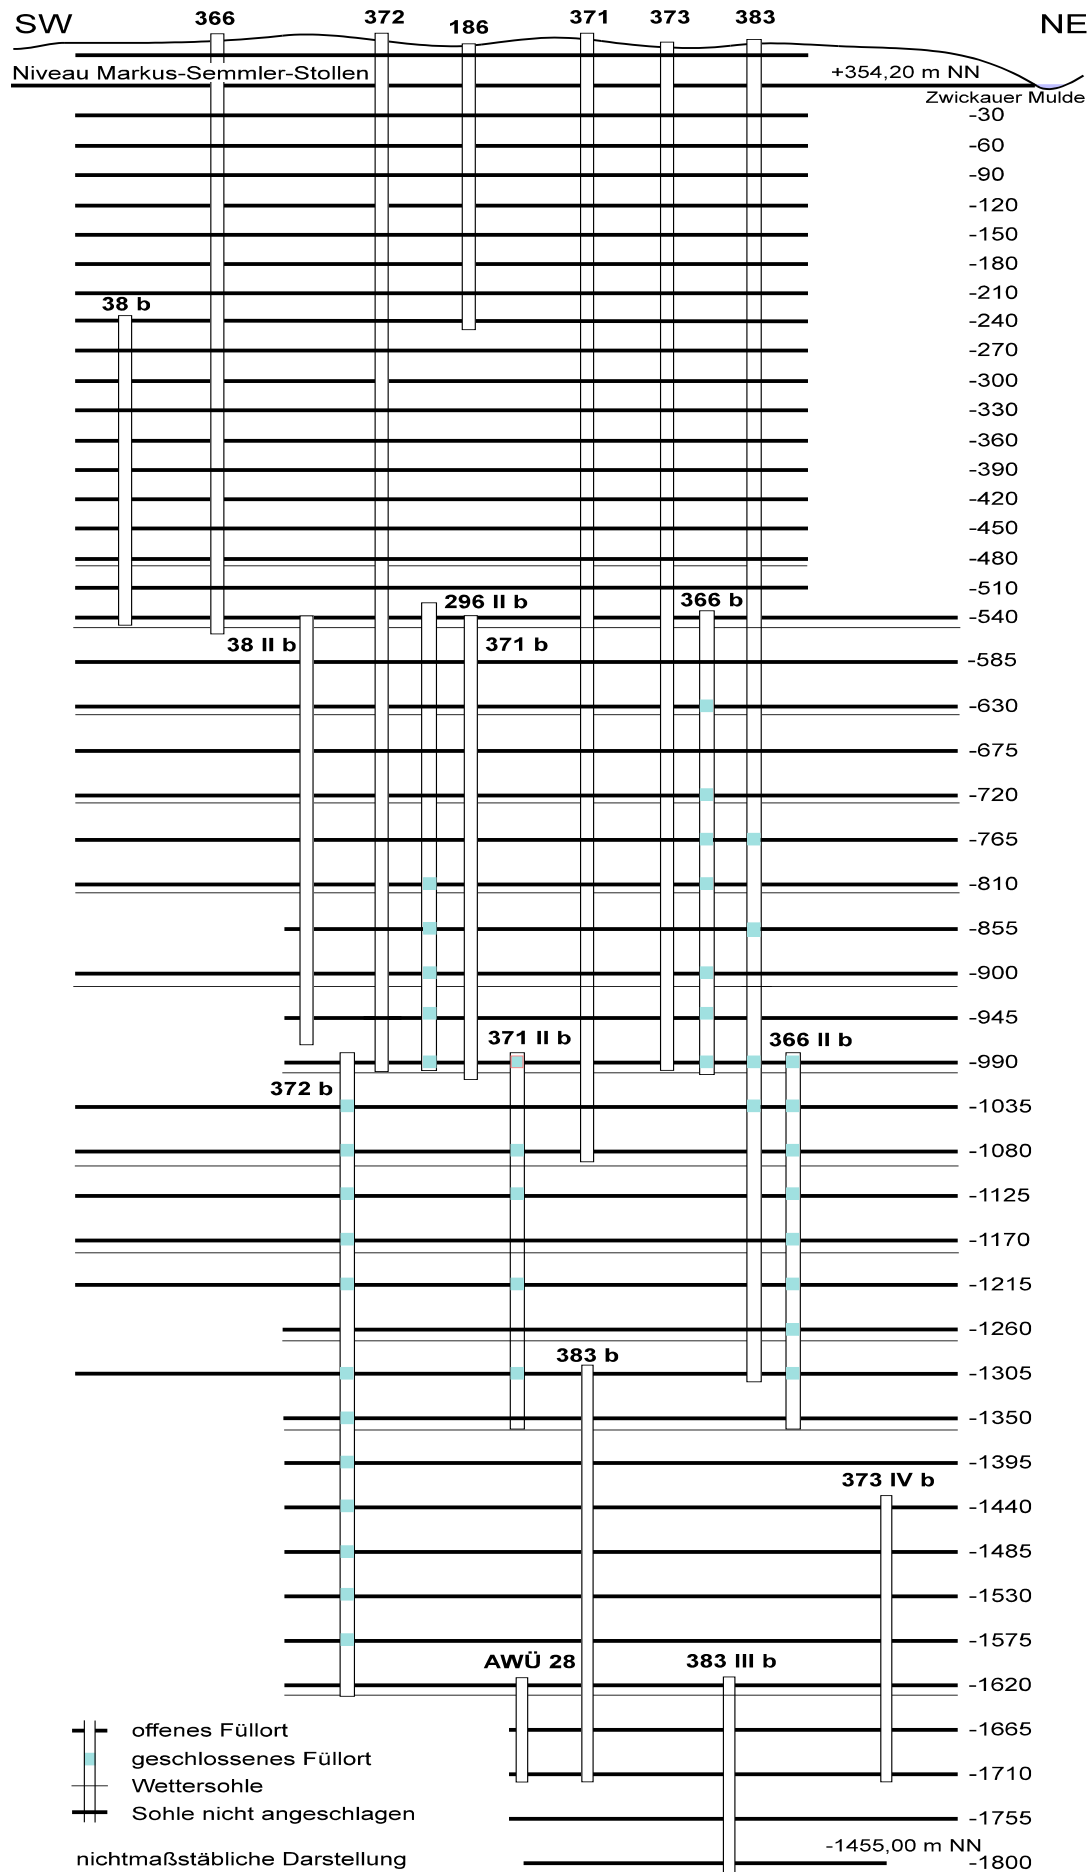 SW 366 372 186 371 373 383 NE
Niveau Markus-Semmler-Stollen +354,20 m NN
Zwickauer Mulde
-30
-60
-90
-120
-150
-180
-210
38 b
-240
-270
-300
-330
-360
-390
-420
-450
-480
-510
296 II b 366 b
-540
38 II b 371 b
-585
-630
-675
-720
-765
-810
-855
-900
-945
371 II b 366 II b
-990
372 b
-1035
-1080
-1125
-1170
-1215
-1260
383 b
-1305
-1350
-1395
373 IV b
-1440
-1485
-1530
-1575
AWÜ 28 383 III b
-1620
-1665
-1710
-1755
-1455,00 m NN
-1800
offenes Füllort
geschlossenes Füllort
Wettersohle
Sohle nicht angeschlagen
nichtmaßstäbliche Darstellung